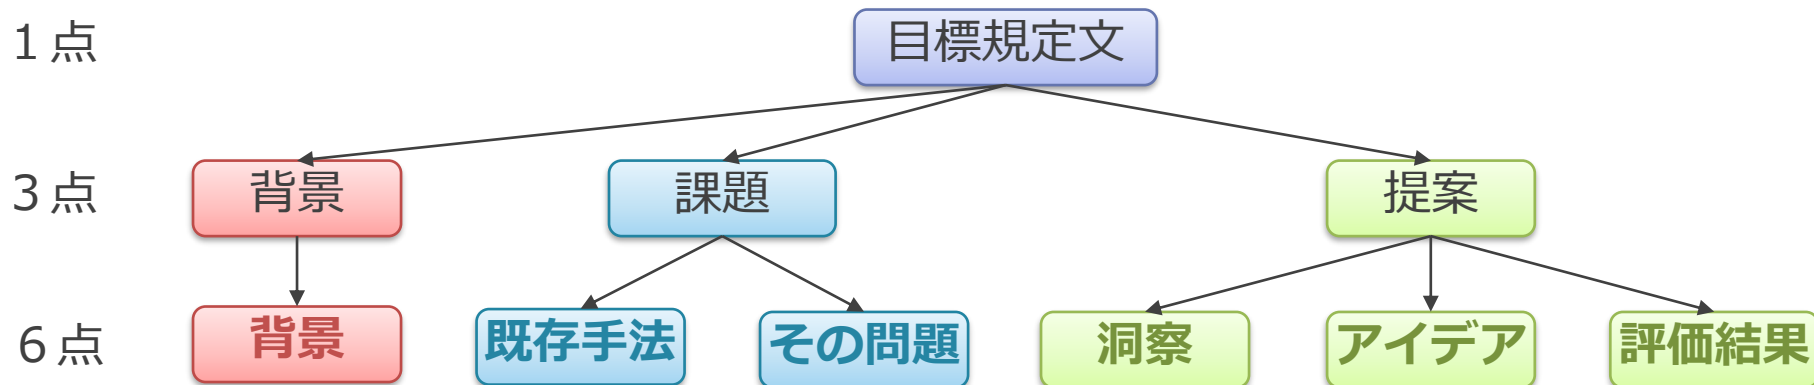 １点
目標規定文
３点
背景
課題
提案
６点
背景
既存手法
その問題
洞察
アイデア
評価結果